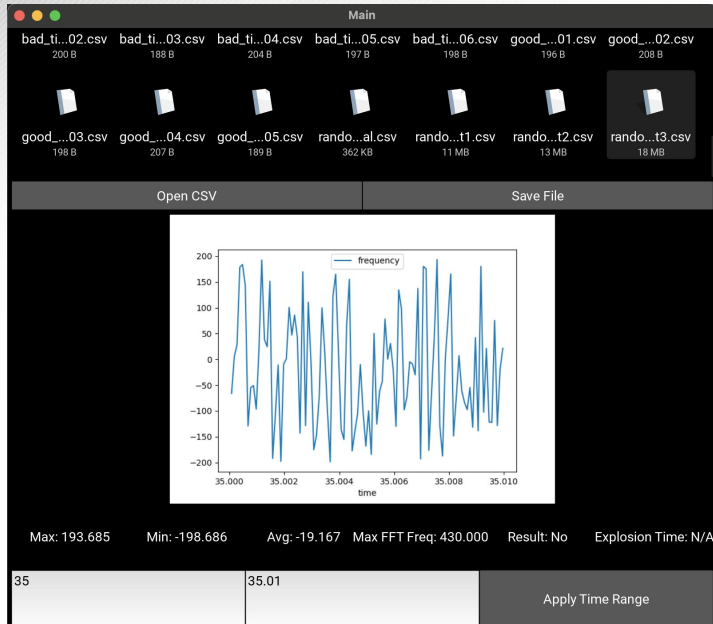 Main
bad_ti...02.csv bad_ti...03.csv bad_ti...04.csv bad_ti...05.csv bad_ti...06.csv good_...01.csv good_...02.csv
200 B 188 B 204 B 197 B 198 B 196 B 208 B
good_...03.csv good_...04.csv good_...05.csv rando...al.csv rando...t1.csv rando...t2.csv rando...t3.csv
198 B 207 B 189 B 362 KB 11 MB 13 MB 18 MB
Open CSV Save File
frequency
200
150
100
50
0
−50
−100
−150
−200
35.000 35.002 35.004 35.006 35.008 35.010
time
Max: 193.685 Min: -198.686 Avg: -19.167 Max FFT Freq: 430.000 Result: No Explosion Time: N/A
35 35.01 Apply Time Range